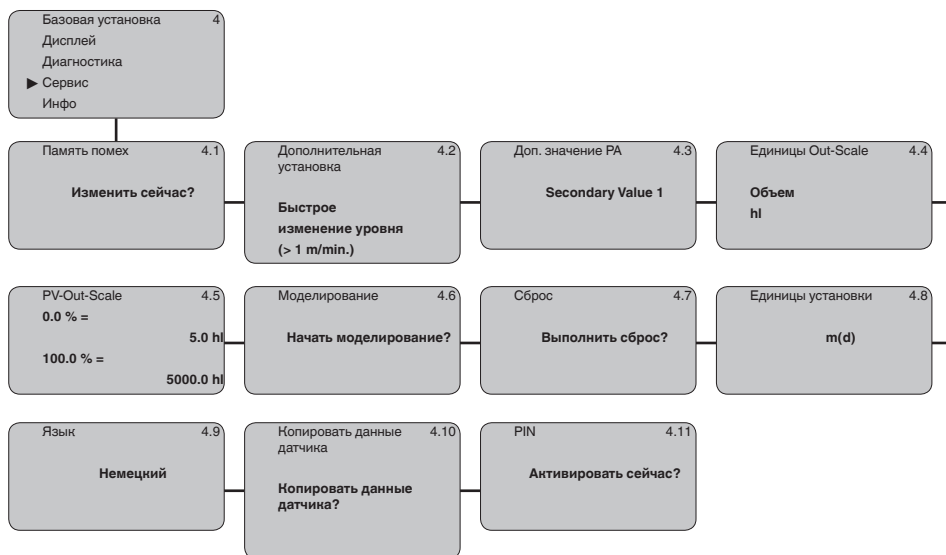 Базовая установка 4
Дисплей
Диагностика
▶ Сервис
Инфо
Память помех 4.1
Изменить сейчас?
Дополнительная 4.2
установка
Быстрое
изменение уровня
(> 1 m/min.)
Доп. значение PA 4.3
Secondary Value 1
Единицы Out-Scale 4.4
Объем
hl
PV-Out-Scale 4.5
0.0 % =
5.0 hl
100.0 % =
5000.0 hl
Моделирование 4.6
Начать моделирование?
Сброс 4.7
Выполнить сброс?
Единицы установки 4.8
m(d)
Язык 4.9
Немецкий
Копировать данные 4.10
датчика
Копировать данные
датчика?
PIN 4.11
Активировать сейчас?